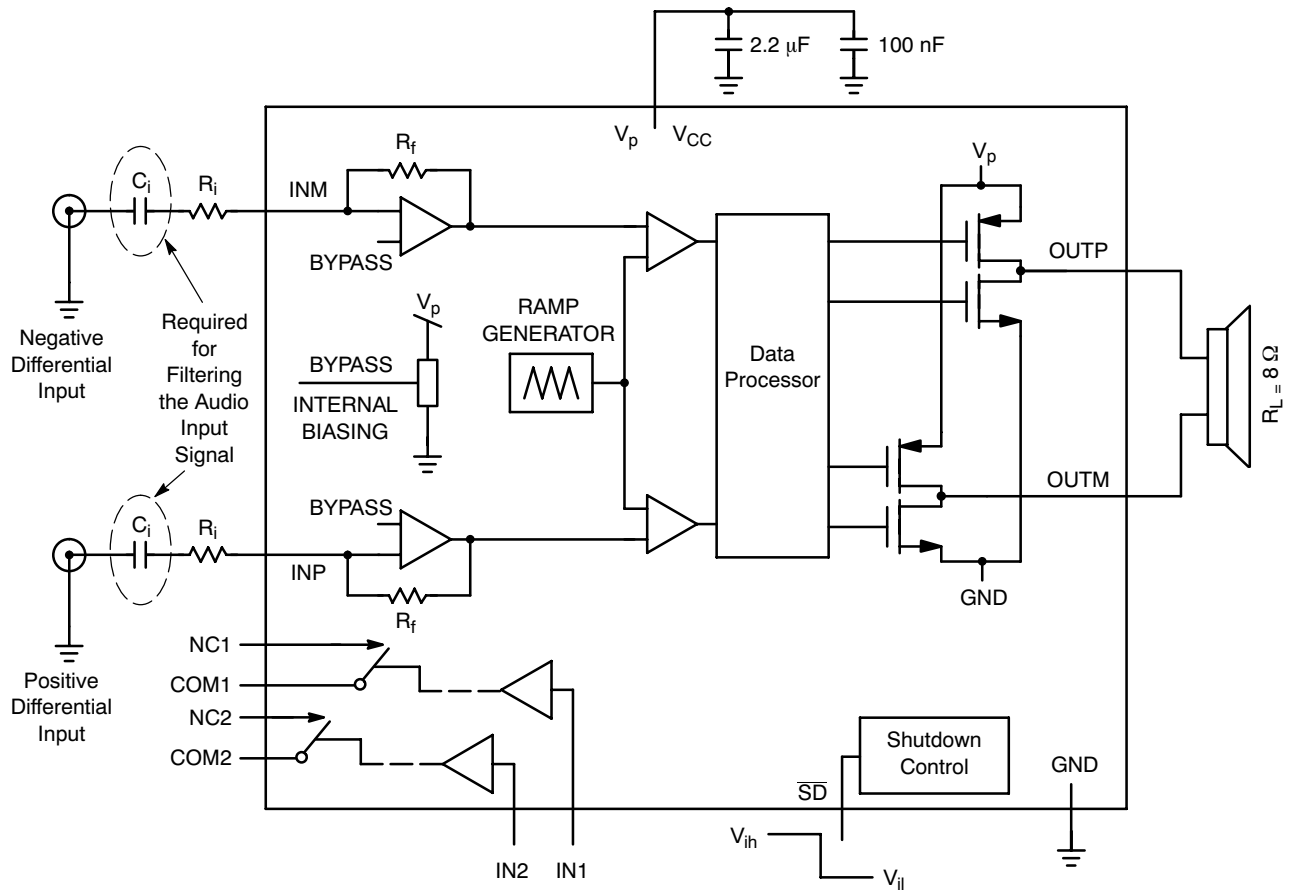 2.2 μF
100 nF
Vp
VCC
Rf
Vp
Ci
Ri
INM
BYPASS
OUTP
Negative
Differential
Input
Required
for
Filtering
the Audio
Input
Signal
Vp
BYPASS
INTERNAL
BIASING
RAMP
GENERATOR
Data
Processor
RL = 8 Ω
OUTM
Ci
Ri
BYPASS
INP
Rf
GND
Positive
Differential
Input
NC1
COM1
NC2
COM2
Shutdown
Control
GND
SD
IN2
IN1
Vih
Vil